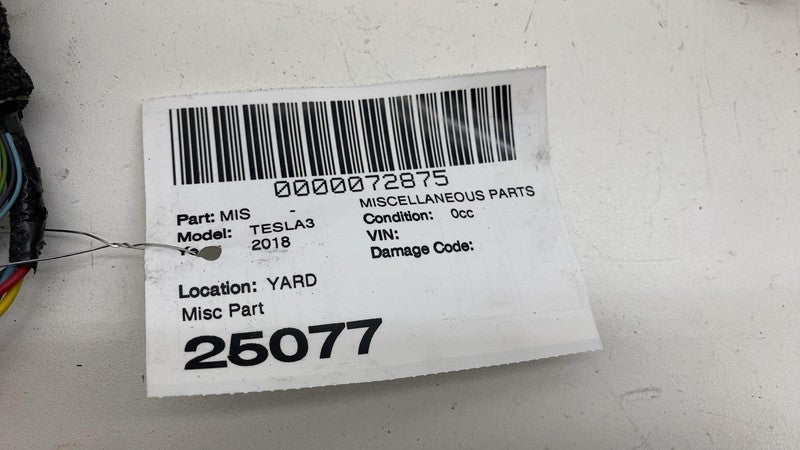 0000072875
MISCELLANEOUS PARTS
Part: MIS -
Condition: 0cc
Model: TESLA3
VIN:
2018
Damage Code:
Location: YARD
Misc Part
25077